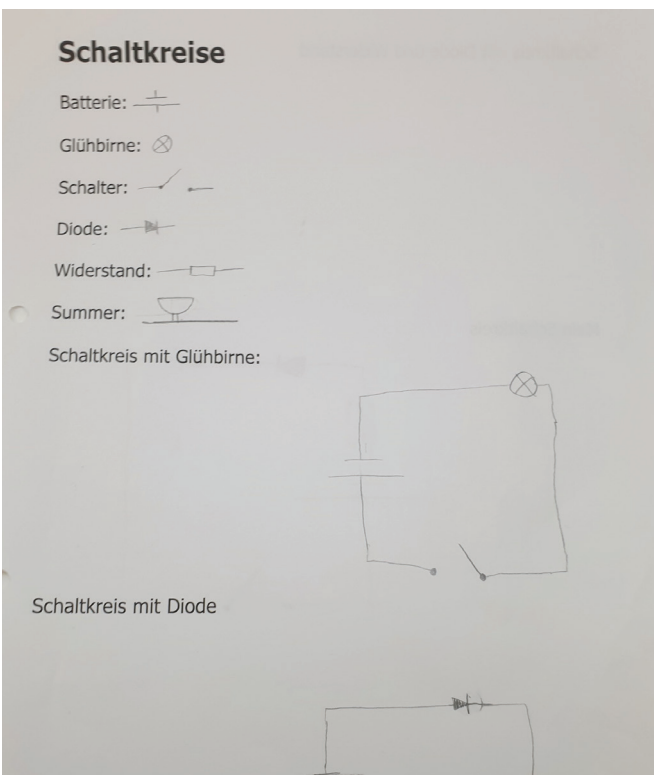 Schaltkreise
Batterie:
Glühbirne:
Schalter:
Diode:
Widerstand:
Summer:
Schaltkreis mit Glühbirne:
Schaltkreis mit Diode